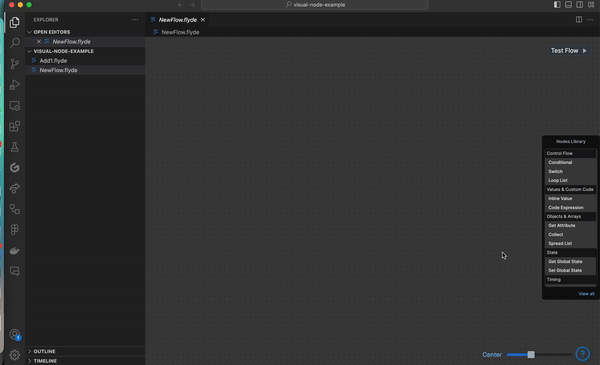 visual-node-example
EXPLORER
NewFlow.flyde
OPEN EDITORS
NewFlow.flyde
NewFlow.flyde
VISUAL-NODE-EXAMPLE
Add1.flyde
NewFlow.flyde
Test Flow
Nodes Library
Control Flow
Conditional
Switch
Loop List
Values & Custom Code
Inline Value
Code Expression
Objects & Arrays
Get Attribute
Collect
Spread List
State
Get Global State
Set Global State
Timing
View all
1
OUTLINE
TIMELINE
Center
?